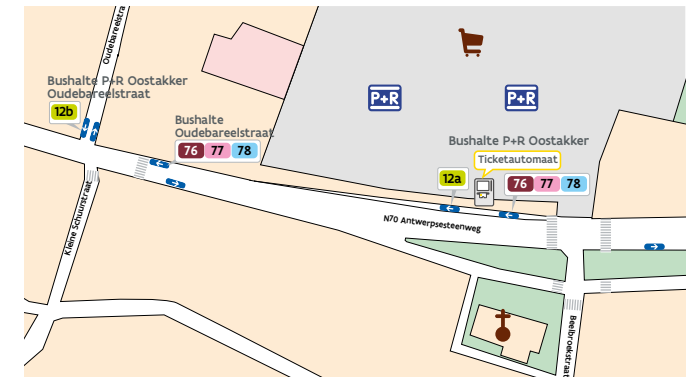 Oudebareelstraat
Bushalte P+R Oostakker
Oudebareelstraat
12b
Bushalte
Oudebareelstraat
76 77 78
P+R
P+R
Bushalte P+R Oostakker
Ticketautomaat
12a
76 77 78
N70 Antwerpsesteenweg
Kleine Schuurstraat
Beelbroekstraat